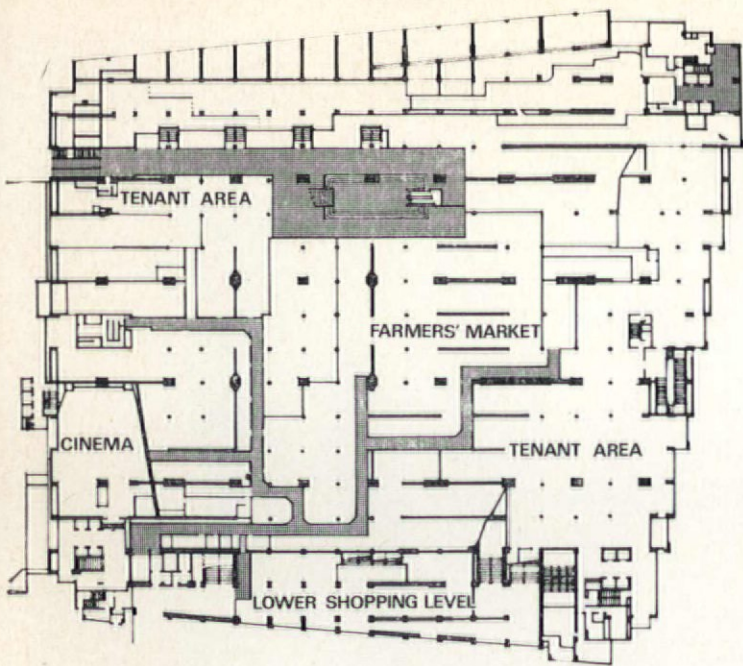 TENANT AREA
FARMERS' MARKET
CINEMA
TENANT AREA
LOWER SHOPPING LEVEL